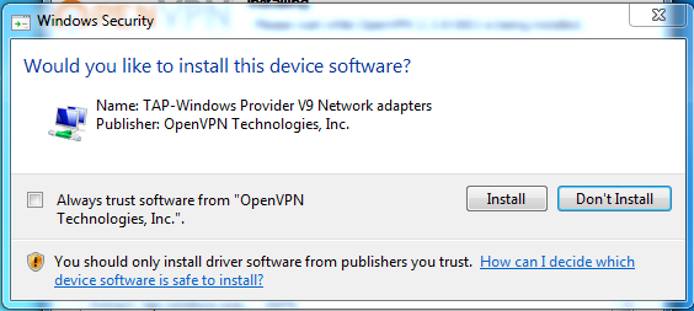 OPENVPN
Installing
Windows Security
Would you like to install this device software?
Name: TAP-Windows Provider V9 Network adapters
Publisher: OpenVPN Technologies, Inc.
Always trust software from "OpenVPN
Technologies, Inc.".
Install
Don't Install
You should only install driver software from publishers you trust. How can I decide which
device software is safe to install?